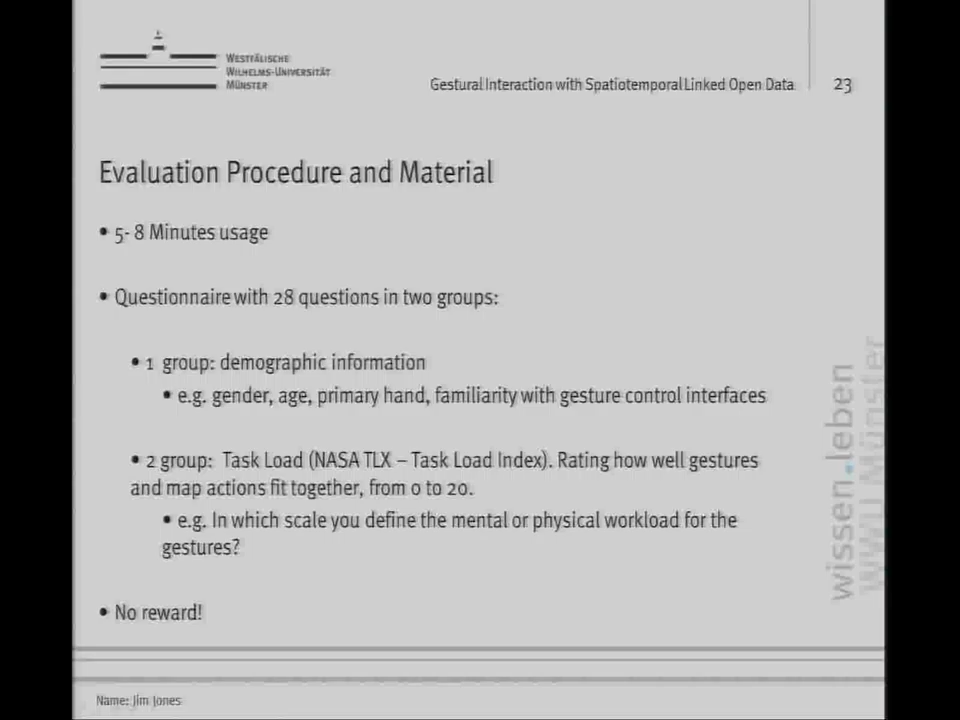 WESTFÄLISCHE
WILHELMS-UNIVERSITÄT
MÜNSTER
Gestural Interaction with Spatiotemporal Linked Open Data
23
Evaluation Procedure and Material
• 5- 8 Minutes usage
• Questionnaire with 28 questions in two groups:
• 1 group: demographic information
• e.g. gender, age, primary hand, familiarity with gesture control interfaces
• 2 group: Task Load (NASA TLX – Task Load Index). Rating how well gestures
and map actions fit together, from 0 to 20.
• e.g. In which scale you define the mental or physical workload for the
gestures?
• No reward!
wissen.leben
WWU Münster
Name: Jim Jones